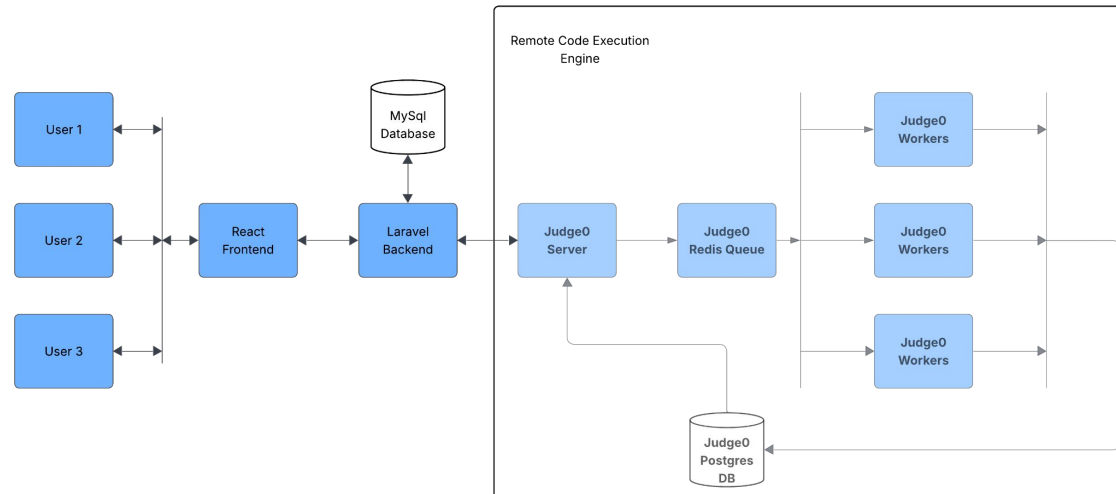 Remote Code Execution
Engine
MySql
Database
User 1
User 2
User 3
React
Frontend
Laravel
Backend
Judge0
Server
Judge0
Redis Queue
Judge0
Workers
Judge0
Workers
Judge0
Workers
Judge0
Postgres
DB